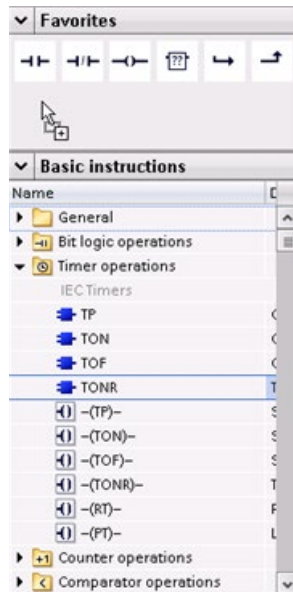 Favorites
??
Basic instructions
Name
General
Bit logic operations
Timer operations
IEC Timers
TP
TON
TOF
TONR
-(TP)-
-(TON)-
-(TOF)-
-(TONR)-
-(RT)-
-(PT)-
+1 Counter operations
Comparator operations